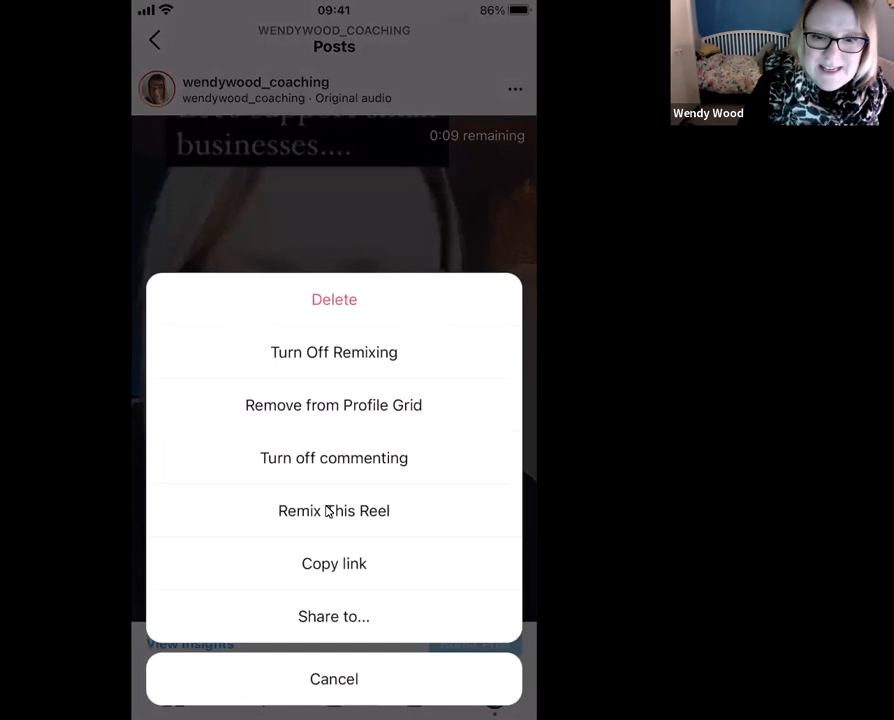 09:41
86%
WENDYWOOD_COACHING
Posts
wendywood_coaching
wendywood_coaching · Original audio
businesses....
0:09 remaining
Delete
Turn Off Remixing
Remove from Profile Grid
Turn off commenting
Remix This Reel
Copy link
Share to...
View Insights
Cancel
Wendy Wood